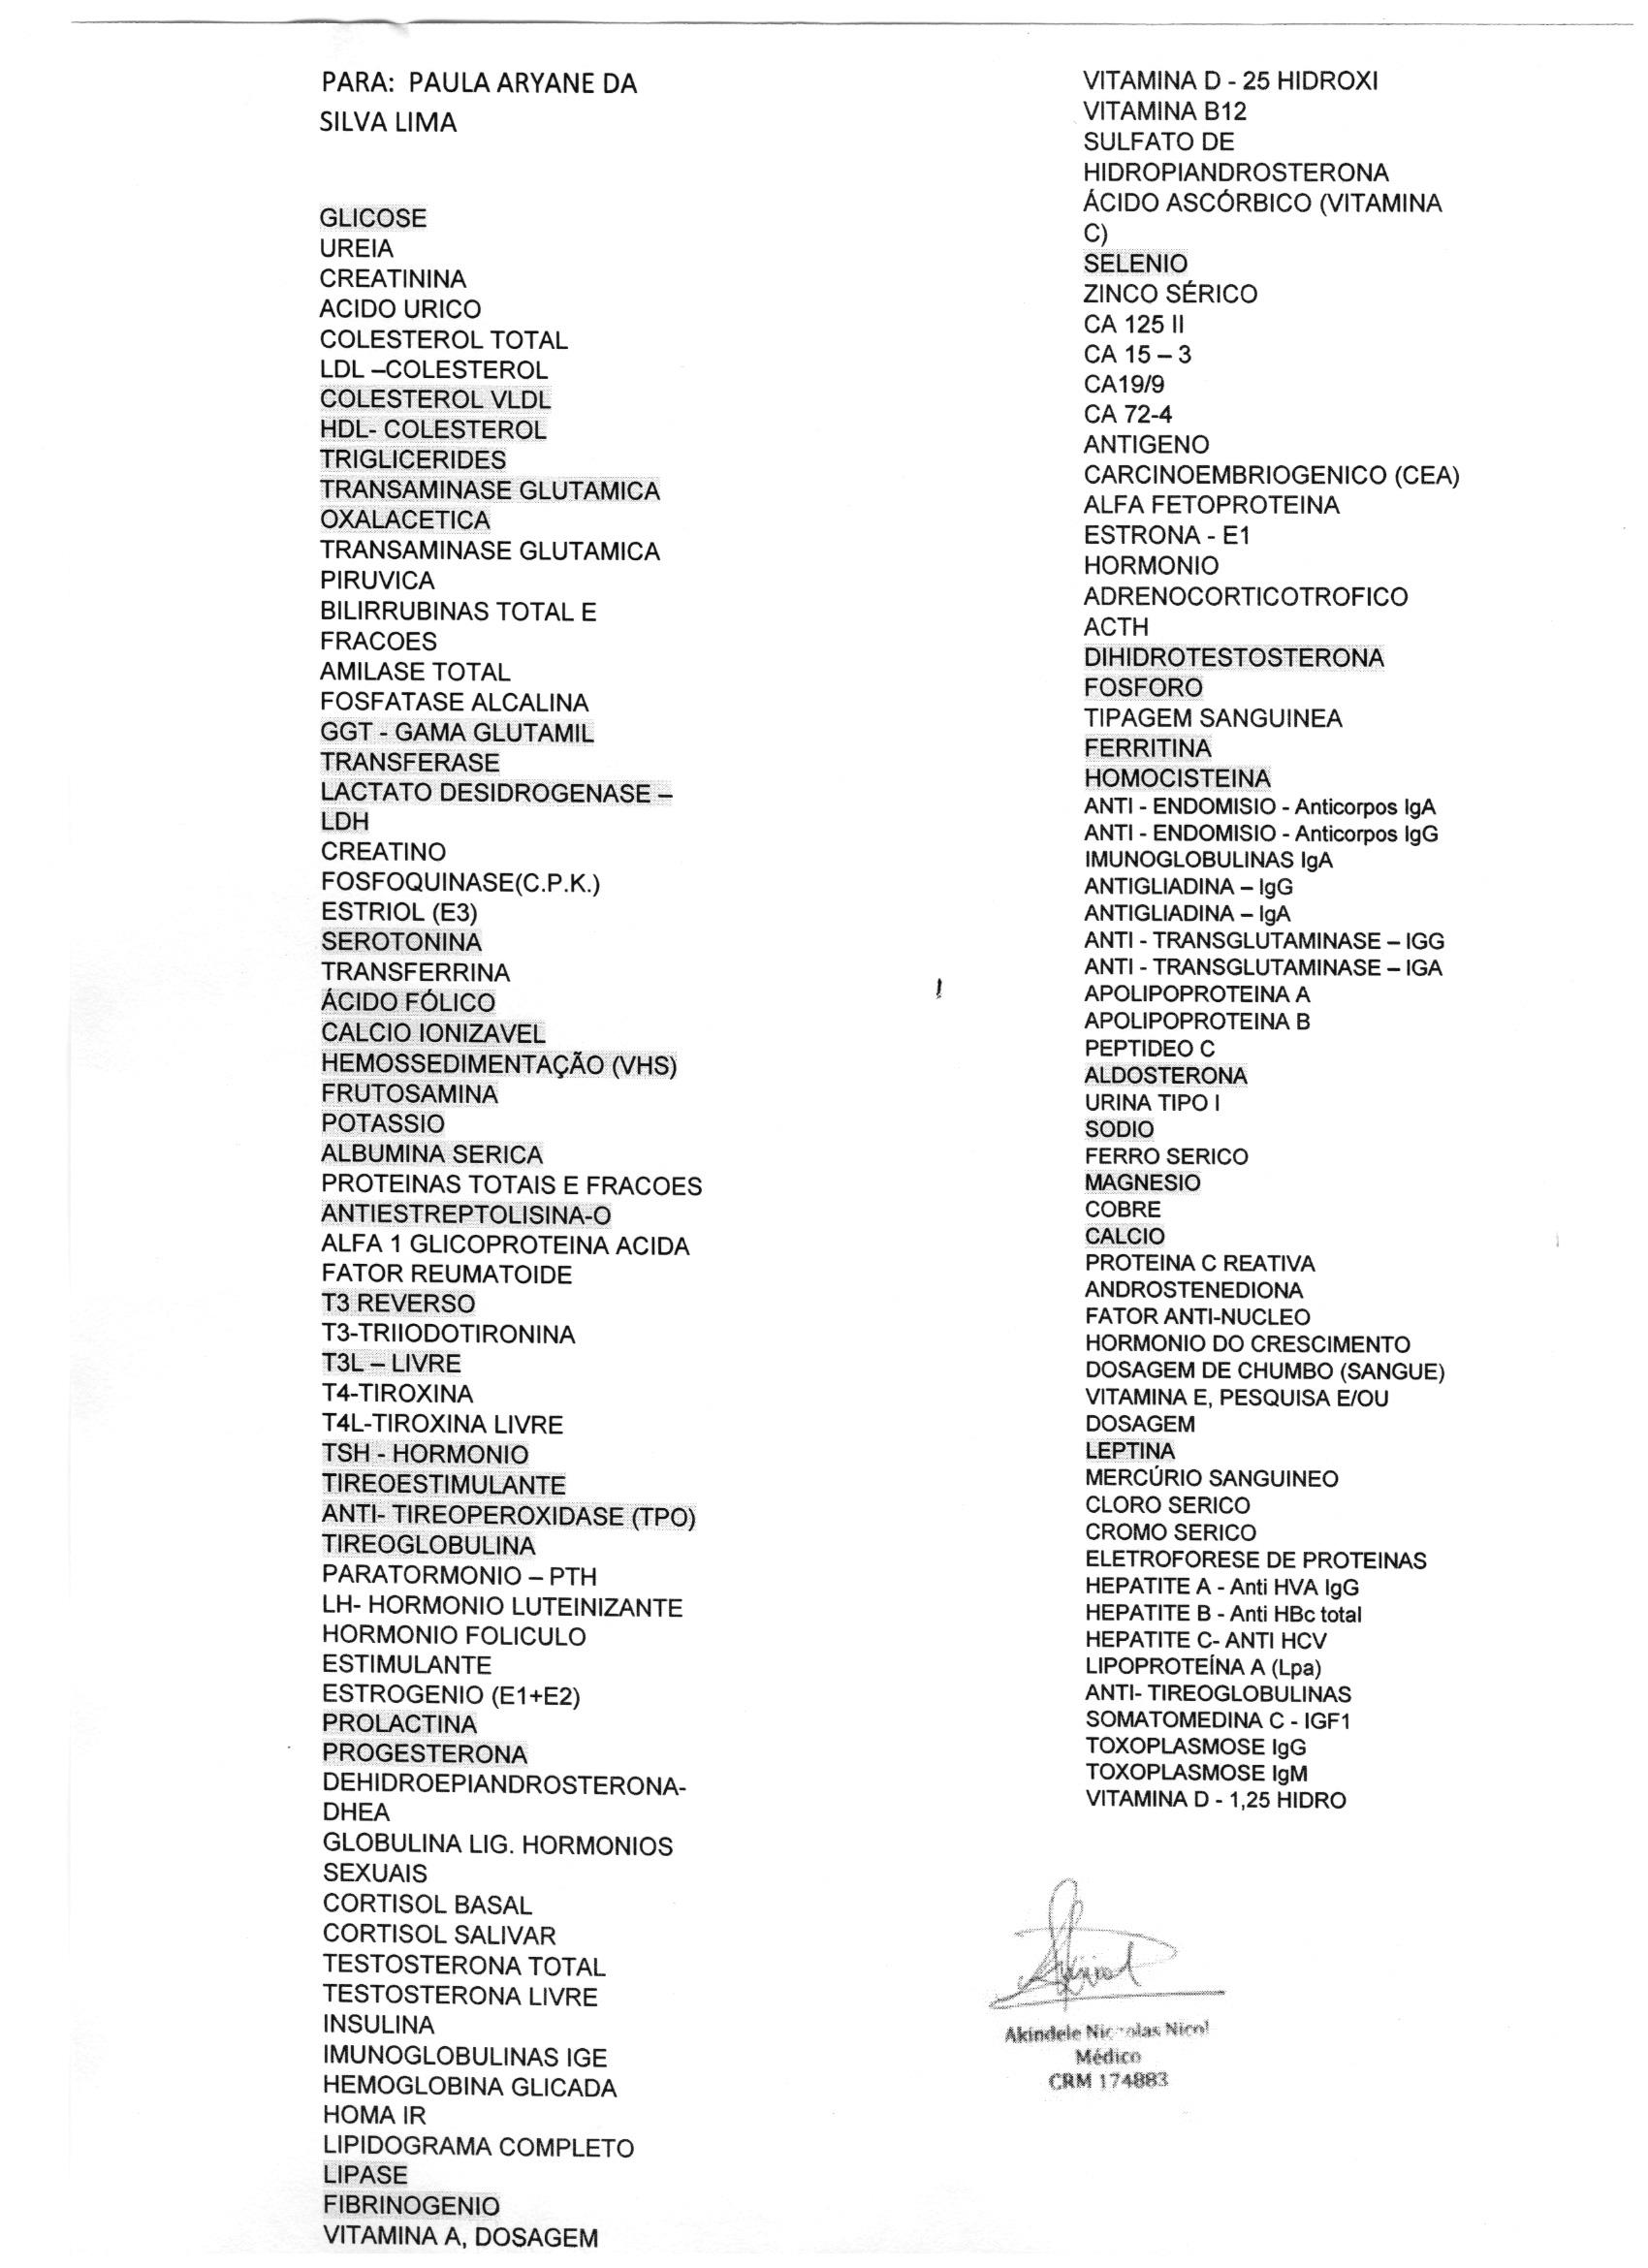 PARA: PAULA ARYANE DA
SILVA LIMA
GLICOSE
UREIA
CREATININA
ACIDO URICO
COLESTEROL TOTAL
LDL –COLESTEROL
COLESTEROL VLDL
HDL- COLESTEROL
TRIGLICERIDES
TRANSAMINASE GLUTAMICA
OXALACETICA
TRANSAMINASE GLUTAMICA
PIRUVICA
BILIRRUBINAS TOTAL E
FRACOES
AMILASE TOTAL
FOSFATASE ALCALINA
GGT - GAMA GLUTAMIL
TRANSFERASE
LACTATO DESIDROGENASE –
LDH
CREATINO
FOSFOQUINASE(C.P.K.)
ESTRIOL (E3)
SEROTONINA
TRANSFERRINA
ÁCIDO FÓLICO
CALCIO IONIZAVEL
HEMOSSEDIMENTAÇÃO (VHS)
FRUTOSAMINA
POTASSIO
ALBUMINA SERICA
PROTEINAS TOTAIS E FRACOES
ANTIESTREPTOLISINA-O
ALFA 1 GLICOPROTEINA ACIDA
FATOR REUMATOIDE
T3 REVERSO
T3-TRIIODOTIRONINA
T3L – LIVRE
T4-TIROXINA
T4L-TIROXINA LIVRE
TSH - HORMONIO
TIREOESTIMULANTE
ANTI- TIREOPEROXIDASE (TPO)
TIREOGLOBULINA
PARATORMONIO – PTH
LH- HORMONIO LUTEINIZANTE
HORMONIO FOLICULO
ESTIMULANTE
ESTROGENIO (E1+E2)
PROLACTINA
PROGESTERONA
DEHIDROEPIANDROSTERONA-
DHEA
GLOBULINA LIG. HORMONIOS
SEXUAIS
CORTISOL BASAL
CORTISOL SALIVAR
TESTOSTERONA TOTAL
TESTOSTERONA LIVRE
INSULINA
IMUNOGLOBULINAS IGE
HEMOGLOBINA GLICADA
HOMA IR
LIPIDOGRAMA COMPLETO
LIPASE
FIBRINOGENIO
VITAMINA A, DOSAGEM
VITAMINA D - 25 HIDROXI
VITAMINA B12
SULFATO DE
HIDROPIANDROSTERONA
ÁCIDO ASCÓRBICO (VITAMINA
C)
SELENIO
ZINCO SÉRICO
CA 125 II
CA 15 – 3
CA19/9
CA 72-4
ANTIGENO
CARCINOEMBRIOGENICO (CEA)
ALFA FETOPROTEINA
ESTRONA - E1
HORMONIO
ADRENOCORTICOTROFICO
ACTH
DIHIDROTESTOSTERONA
FOSFORO
TIPAGEM SANGUINEA
FERRITINA
HOMOCISTEINA
ANTI - ENDOMISIO - Anticorpos IgA
ANTI - ENDOMISIO - Anticorpos IgG
IMUNOGLOBULINAS IgA
ANTIGLIADINA – IgG
ANTIGLIADINA – IgA
ANTI - TRANSGLUTAMINASE – IGG
ANTI - TRANSGLUTAMINASE – IGA
APOLIPOPROTEINA A
APOLIPOPROTEINA B
PEPTIDEO C
ALDOSTERONA
URINA TIPO I
SODIO
FERRO SERICO
MAGNESIO
COBRE
CALCIO
PROTEINA C REATIVA
ANDROSTENEDIONA
FATOR ANTI-NUCLEO
HORMONIO DO CRESCIMENTO
DOSAGEM DE CHUMBO (SANGUE)
VITAMINA E, PESQUISA E/OU
DOSAGEM
LEPTINA
MERCÚRIO SANGUINEO
CLORO SERICO
CROMO SERICO
ELETROFORESE DE PROTEINAS
HEPATITE A - Anti HVA IgG
HEPATITE B - Anti HBc total
HEPATITE C- ANTI HCV
LIPOPROTEÍNA A (Lpa)
ANTI- TIREOGLOBULINAS
SOMATOMEDINA C - IGF1
TOXOPLASMOSE IgG
TOXOPLASMOSE IgM
VITAMINA D - 1,25 HIDRO
Akindele Nicol
Médico
CRM 174883